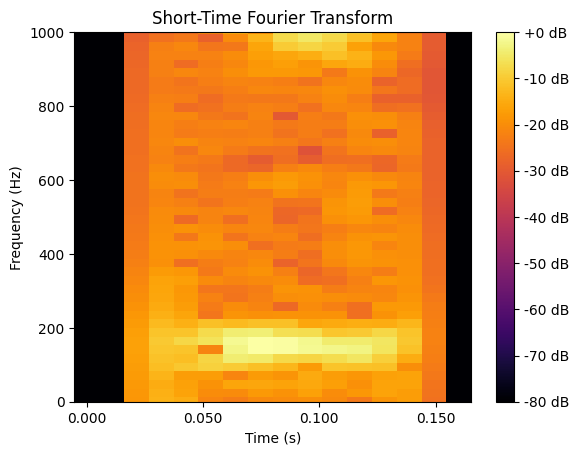 Short-Time Fourier Transform
1000
800
600
400
200
0
Frequency (Hz)
0.000
0.050
0.100
0.150
Time (s)
+0 dB
-10 dB
-20 dB
-30 dB
-40 dB
-50 dB
-60 dB
-70 dB
-80 dB